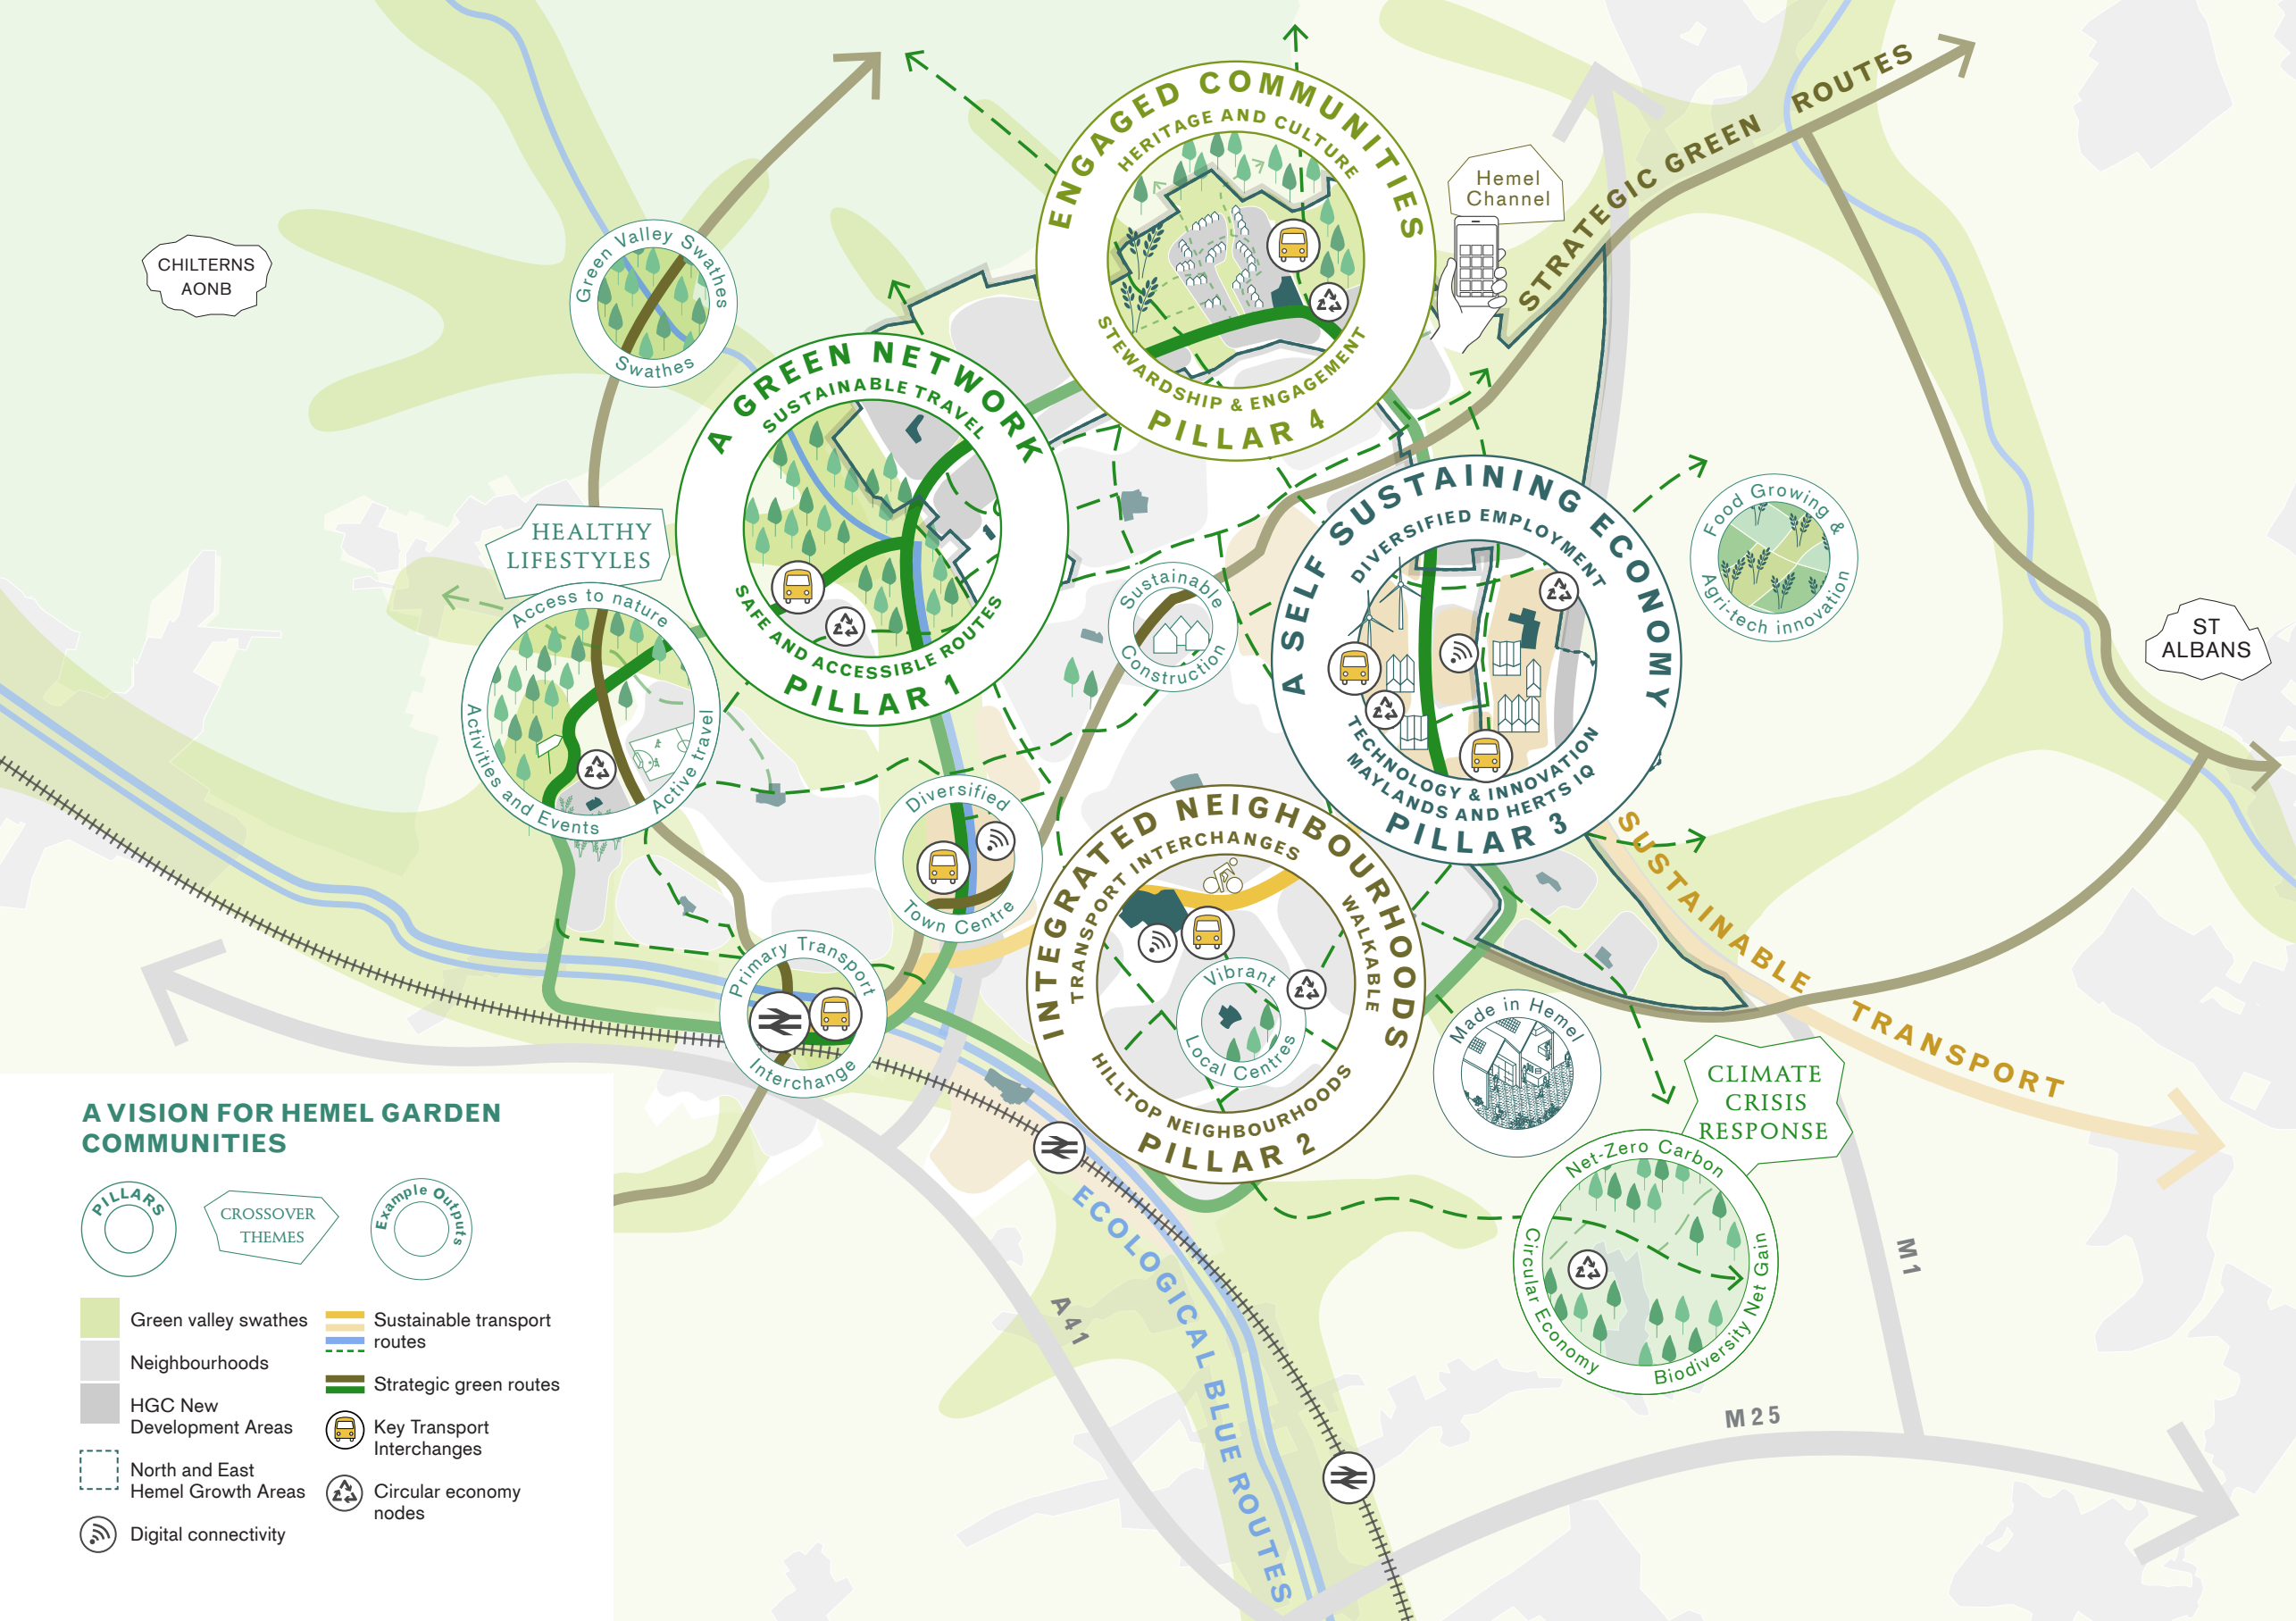 ENGAGED COMMUNITIES
HERITAGE AND CULTURE
STEWARDSHIP & ENGAGEMENT
PILLAR 4
Hemel
Channel
STRATEGIC GREEN ROUTES
CHILTERNS
AONB
Green Valley Swathes
Swathes
A GREEN NETWORK
SUSTAINABLE TRAVEL
SAFE AND ACCESSIBLE ROUTES
PILLAR 1
HEALTHY
LIFESTYLES
Access to nature
Activities and Events
Active travel
A SELF SUSTAINING ECONOMY
DIVERSIFIED EMPLOYMENT
TECHNOLOGY & INNOVATION
MAYLANDS AND HERTS IQ
PILLAR 3
Food Growing &
Agri-tech innovation
ST
ALBANS
Sustainable
Construction
Diversified
Town Centre
Primary Transport
Interchange
INTEGRATED NEIGHBOURHOODS
TRANSPORT INTERCHANGES
WALKABLE
HILLTOP NEIGHBOURHOODS
PILLAR 2
Vibrant
Local Centres
SUSTAINABLE TRANSPORT
Made in Hemel
CLIMATE
CRISIS
RESPONSE
Net-Zero Carbon
Circular Economy
Biodiversity Net Gain
ECOLOGICAL BLUE ROUTES
A41
M1
M25
A VISION FOR HEMEL GARDEN
COMMUNITIES
PILLARS
CROSSOVER
THEMES
Example Outputs
Green valley swathes
Neighbourhoods
HGC New
Development Areas
North and East
Hemel Growth Areas
Digital connectivity
Sustainable transport
routes
Strategic green routes
Key Transport
Interchanges
Circular economy
nodes